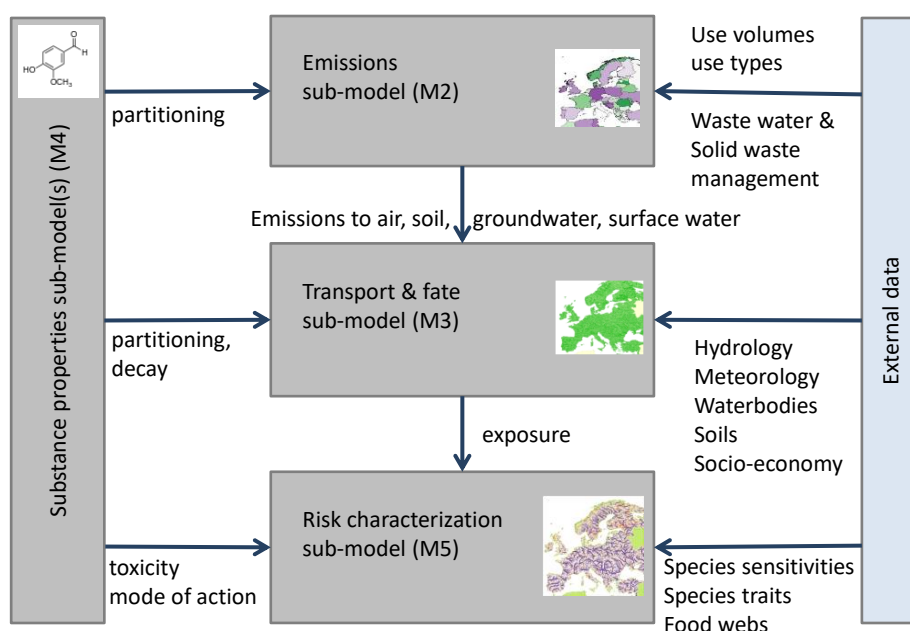 O
H
HO
OCH₃
Substance properties sub-model(s) (M4)
partitioning
Emissions
sub-model (M2)
Use volumes
use types
Waste water &
Solid waste
management
Emissions to air, soil, groundwater, surface water
partitioning,
decay
Transport & fate
sub-model (M3)
Hydrology
Meteorology
Waterbodies
Soils
Socio-economy
External data
exposure
toxicity
mode of action
Risk characterization
sub-model (M5)
Species sensitivities
Species traits
Food webs